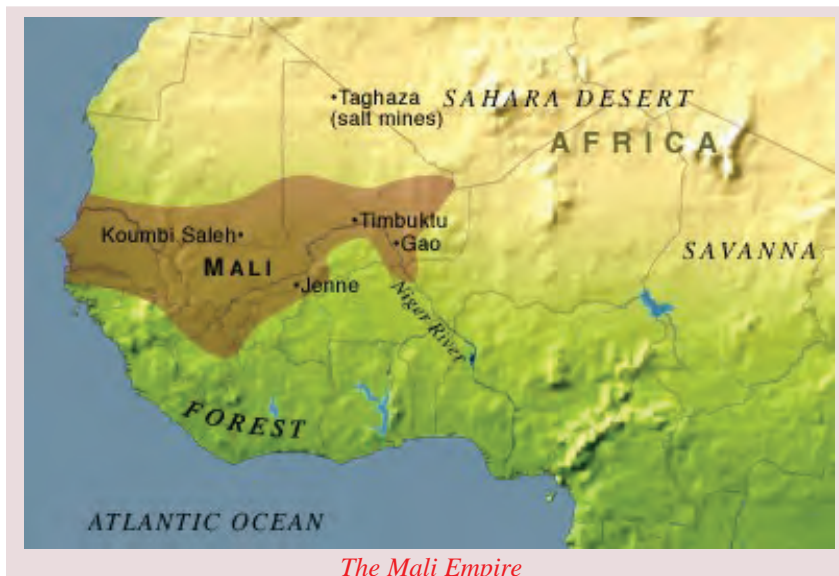 •Taghaza
(salt mines)
SAHARA DESERT
AFRICA
Koumbi Saleh•
•Timbuktu
•Gao
SAVANNA
MALI
•Jenne
Niger River
FOREST
ATLANTIC OCEAN
The Mali Empire